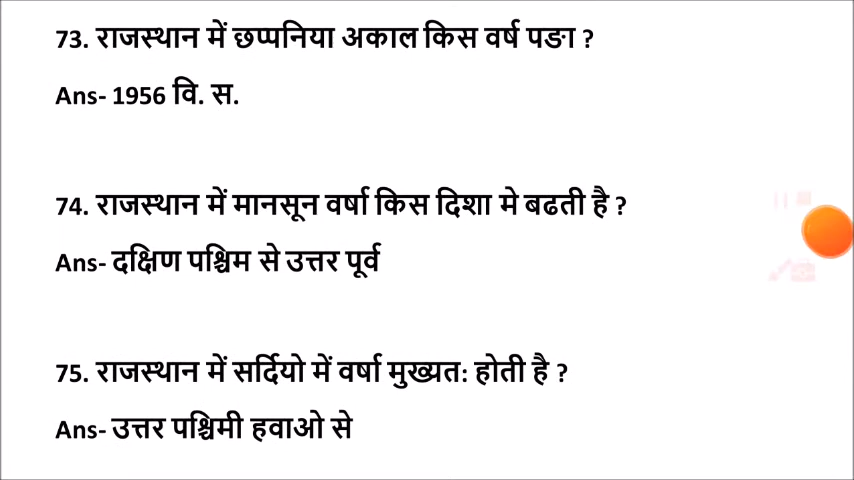 73. राजस्थान में छप्पनिया अकाल किस वर्ष पङा ?
Ans- 1956 वि. स.
74. राजस्थान में मानसून वर्षा किस दिशा मे बढती है ?
Ans- दक्षिण पश्चिम से उत्तर पूर्व
75. राजस्थान में सर्दियो में वर्षा मुख्यत: होती है ?
Ans- उत्तर पश्चिमी हवाओ से